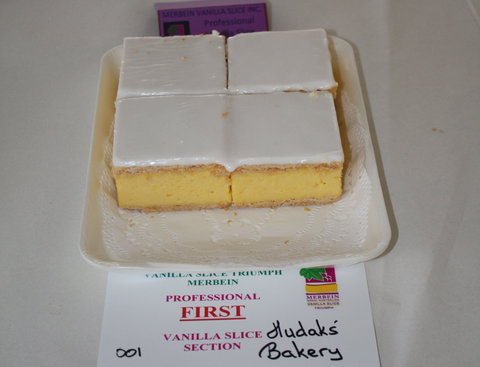 MERBEIN VANILLA SLICE INC.
Professional
VANILLA SLICE TRIUMPH
MERBEIN
PROFESSIONAL
FIRST
VANILLA SLICE
SECTION
Hudaks'
Bakery
001
MERBEIN
VANILLA SLICE
TRIUMPH